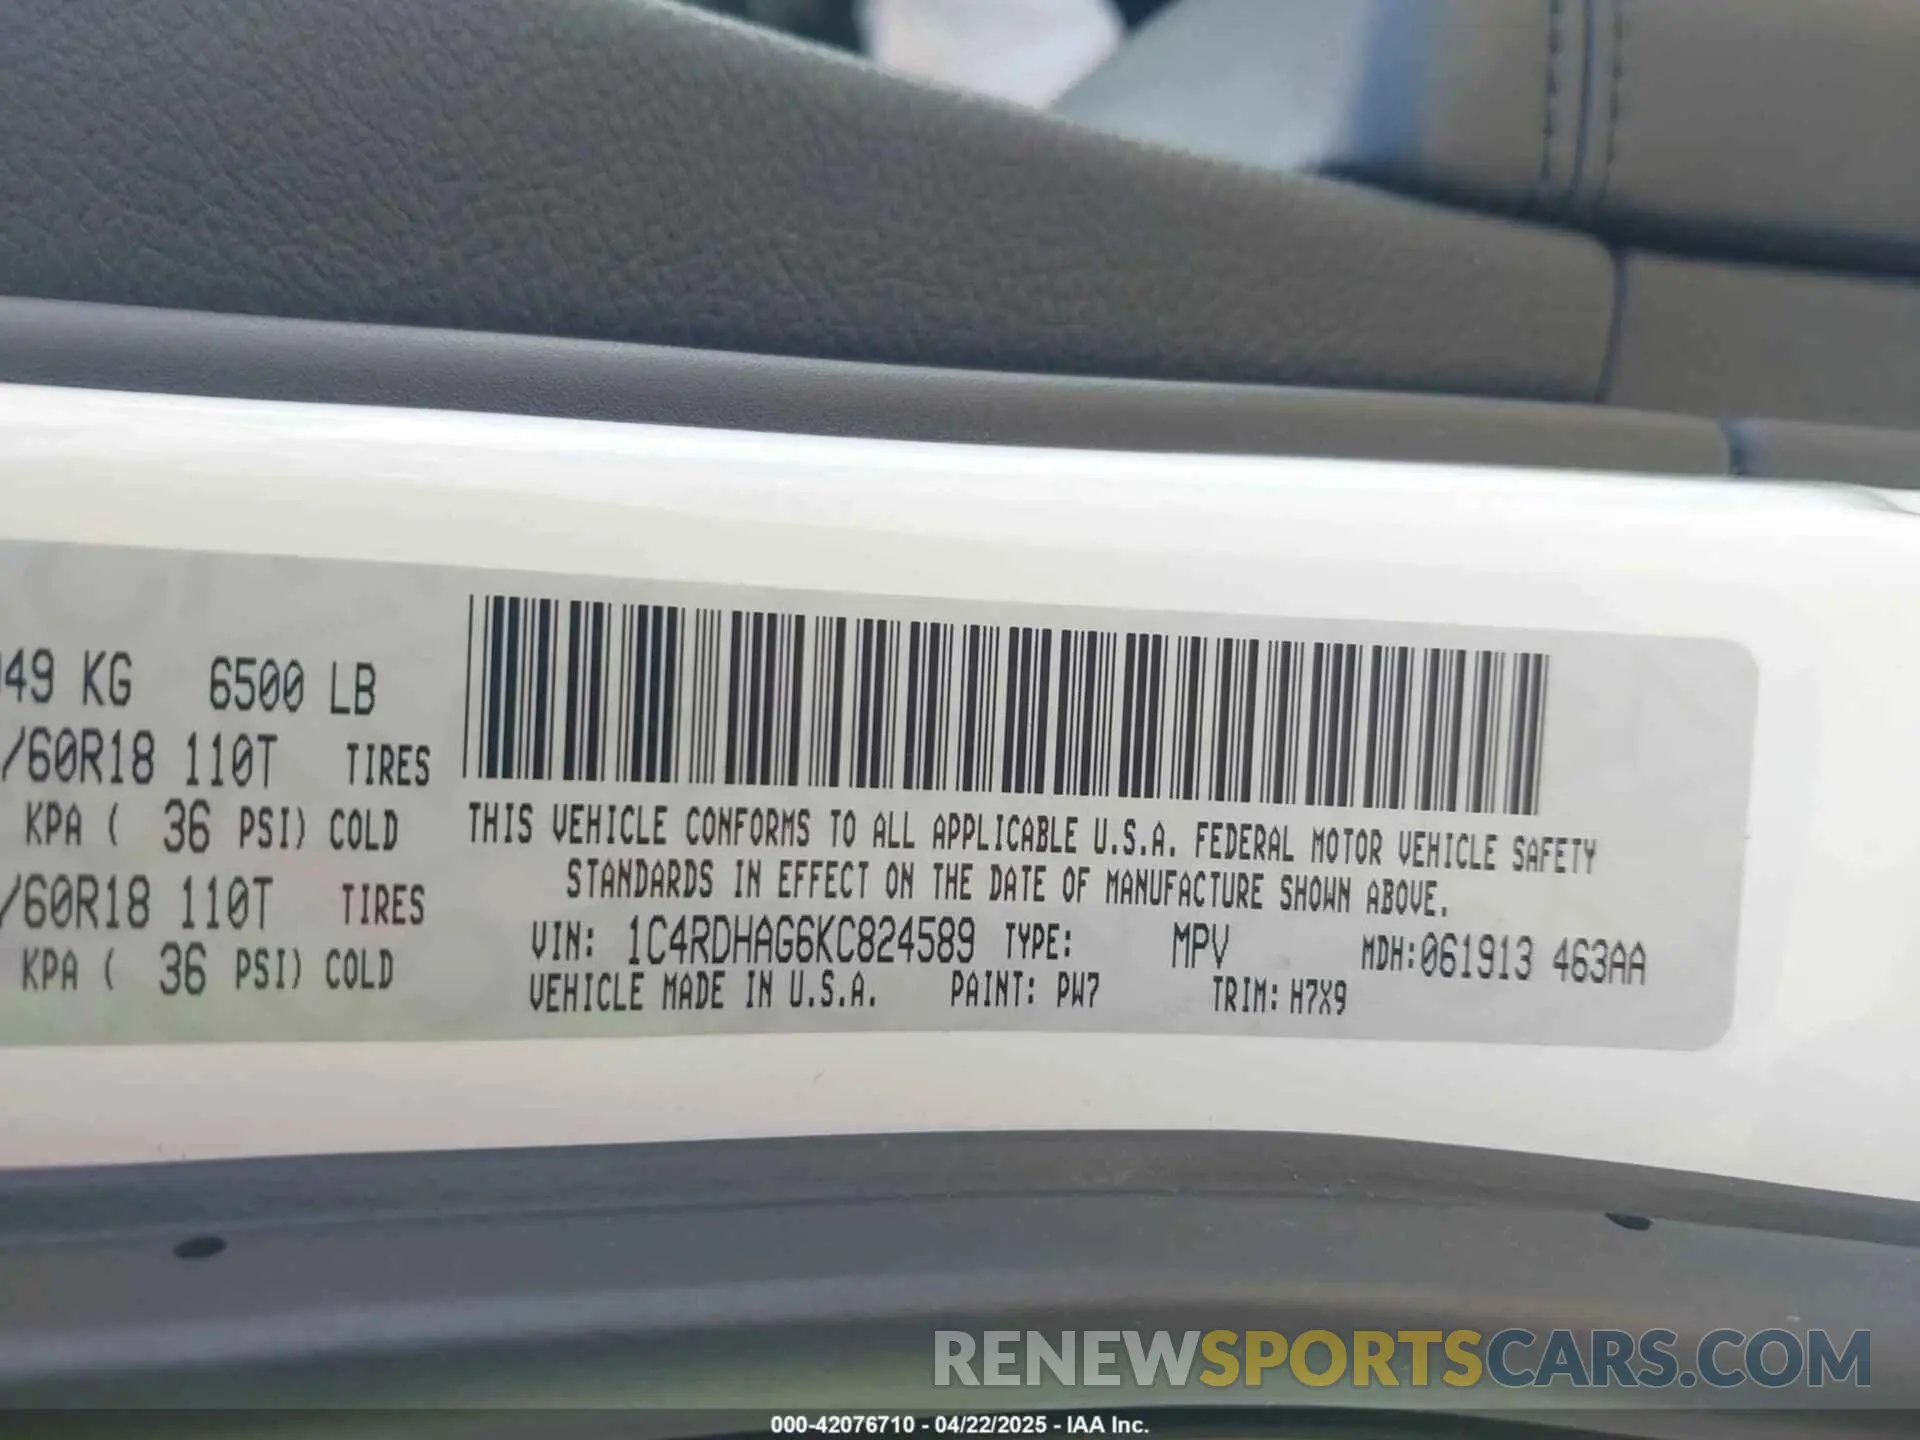 49 KG 6500 LB
/60R18 110T TIRES
KPA ( 36 PSI) COLD
/60R18 110T TIRES
KPA ( 36 PSI) COLD
THIS VEHICLE CONFORMS TO ALL APPLICABLE U.S.A. FEDERAL MOTOR VEHICLE SAFETY
STANDARDS IN EFFECT ON THE DATE OF MANUFACTURE SHOWN ABOVE.
VIN: 1C4RDHAG6KC824589 TYPE: MPV MDH:061913 463AA
VEHICLE MADE IN U.S.A. PAINT: PW7 TRIM: H7X9
RENEWSPORTSCARS.COM
000-42076710 - 04/22/2025 - IAA Inc.